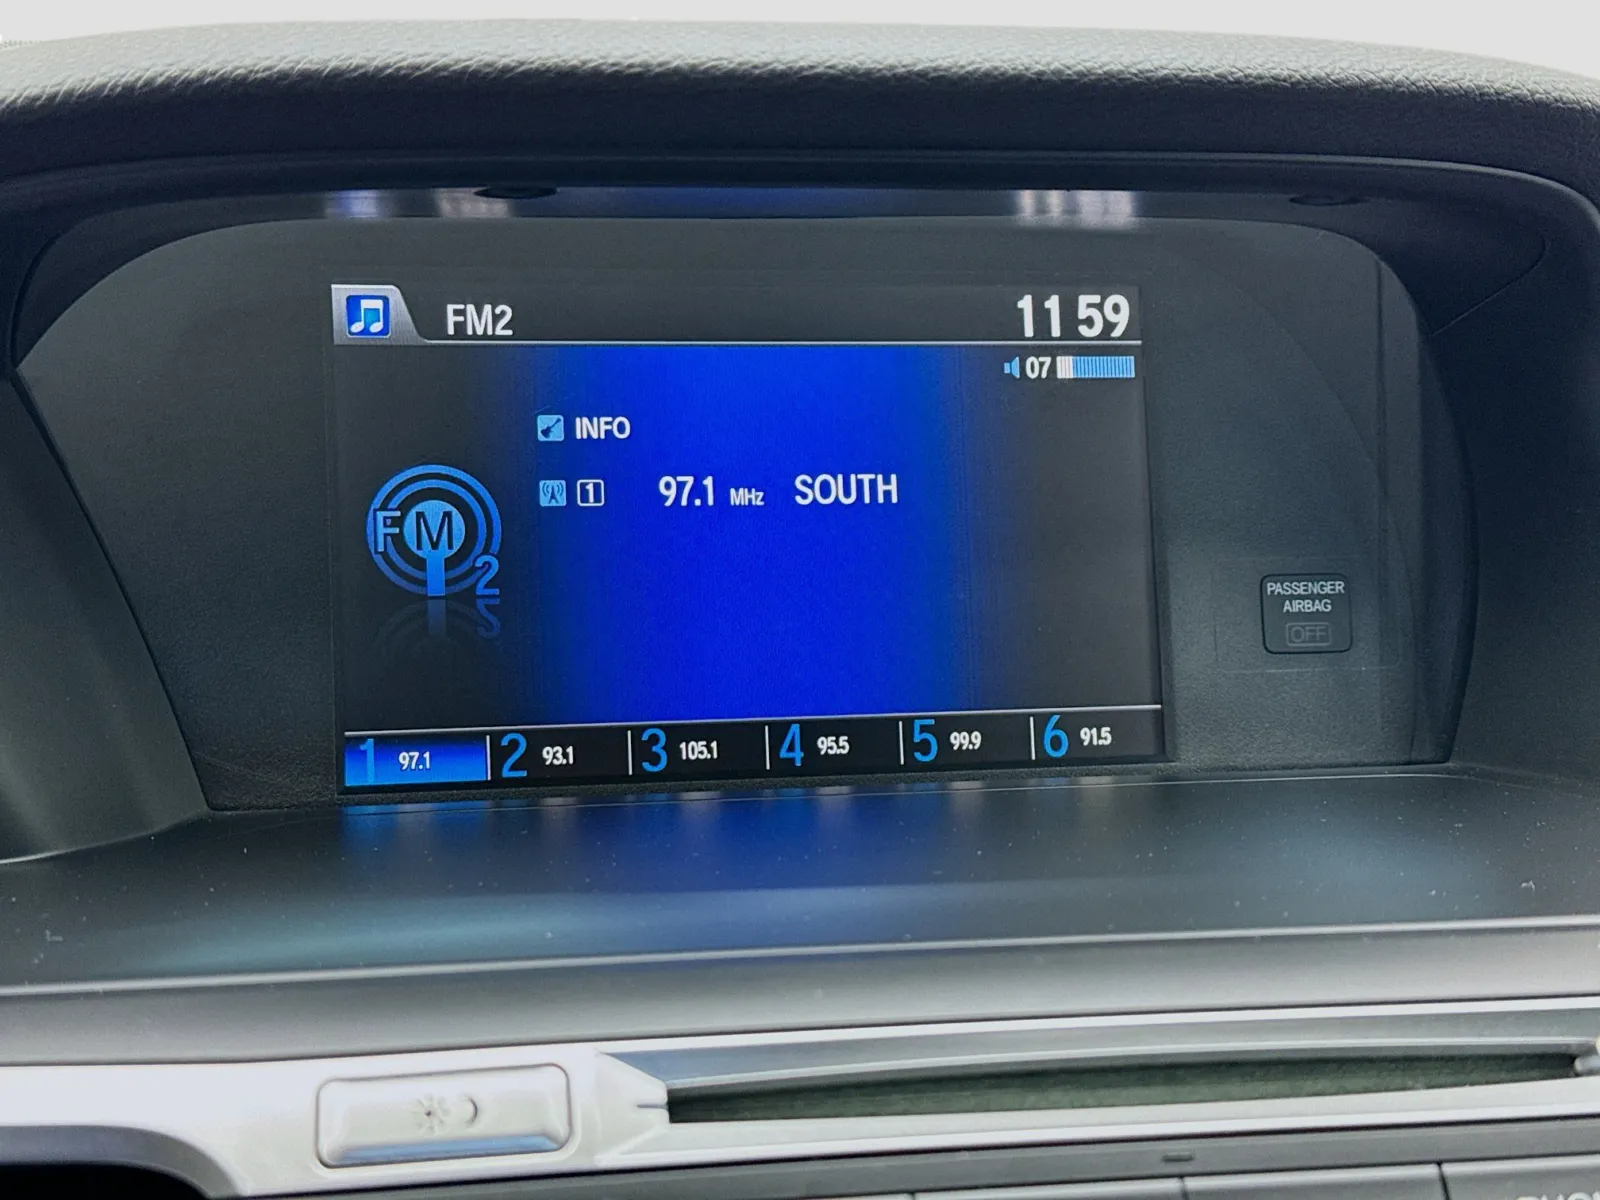 FM2
11 59
07
INFO
1 97.1 MHz SOUTH
FM
2
PASSENGER
AIRBAG
OFF
1 97.1 2 93.1 3 105.1 4 95.5 5 99.9 6 91.5